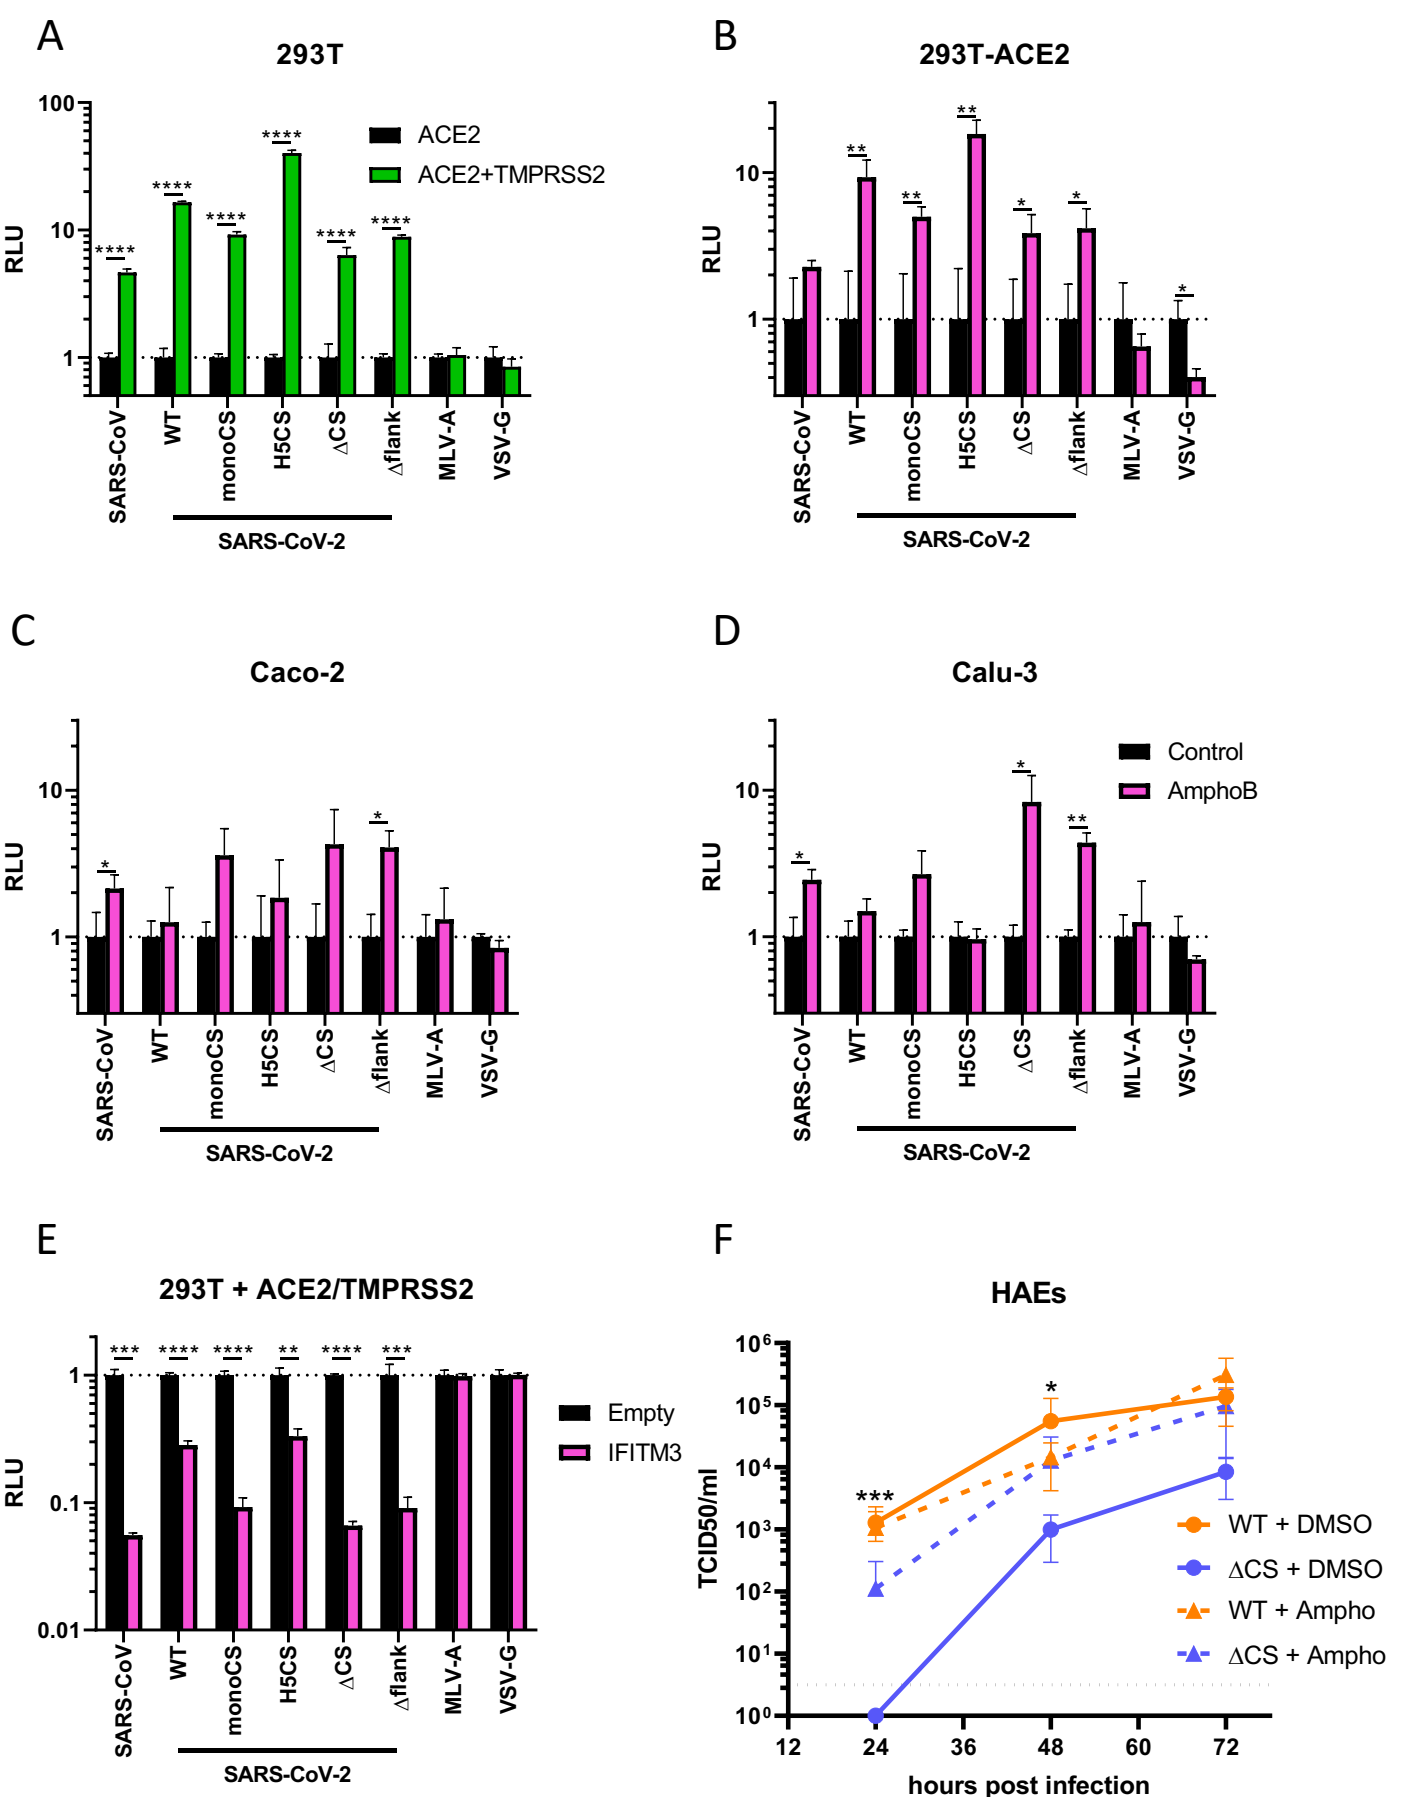 A
293T
100
10
1
RLU
****
****
****
****
****
****
ACE2
ACE2+TMPRSS2
SARS-CoV
WT
monoCS
H5CS
ΔCS
Δflank
MLV-A
VSV-G
SARS-CoV-2
B
293T-ACE2
10
1
RLU
**
**
**
*
*
*
SARS-CoV
WT
monoCS
H5CS
ΔCS
Δflank
MLV-A
VSV-G
SARS-CoV-2
C
Caco-2
10
1
RLU
*
*
SARS-CoV
WT
monoCS
H5CS
ΔCS
Δflank
MLV-A
VSV-G
SARS-CoV-2
D
Calu-3
10
1
RLU
*
*
**
Control
AmphoB
SARS-CoV
WT
monoCS
H5CS
ΔCS
Δflank
MLV-A
VSV-G
SARS-CoV-2
E
293T + ACE2/TMPRSS2
1
0.1
0.01
RLU
***
****
****
**
****
***
Empty
IFITM3
SARS-CoV
WT
monoCS
H5CS
ΔCS
Δflank
MLV-A
VSV-G
SARS-CoV-2
F
HAEs
10⁶
10⁵
10⁴
10³
10²
10¹
10⁰
TCID50/ml
***
*
WT + DMSO
ΔCS + DMSO
WT + Ampho
ΔCS + Ampho
12
24
36
48
60
72
hours post infection